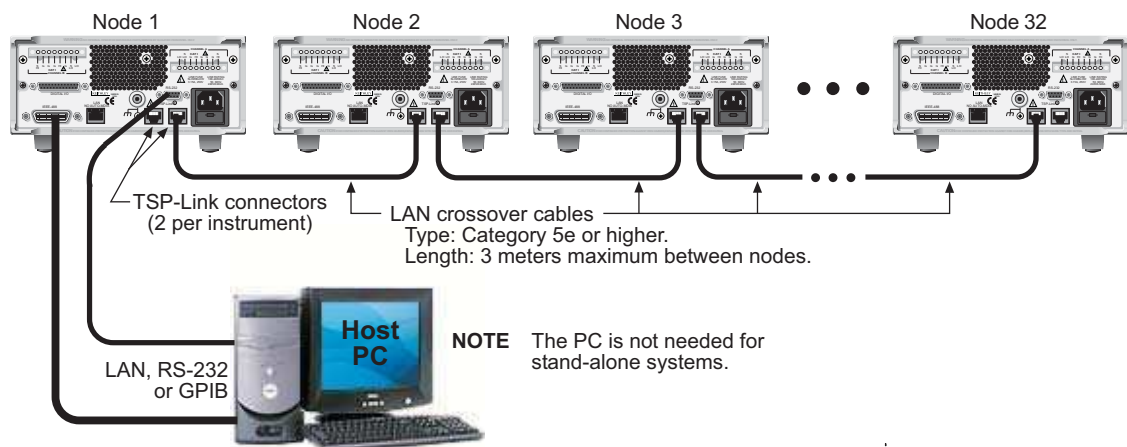 Node 1
Node 2
Node 3
Node 32
TSP-Link connectors
(2 per instrument)
LAN crossover cables
Type: Category 5e or higher.
Length: 3 meters maximum between nodes.
Host
PC
NOTE The PC is not needed for
stand-alone systems.
LAN, RS-232
or GPIB